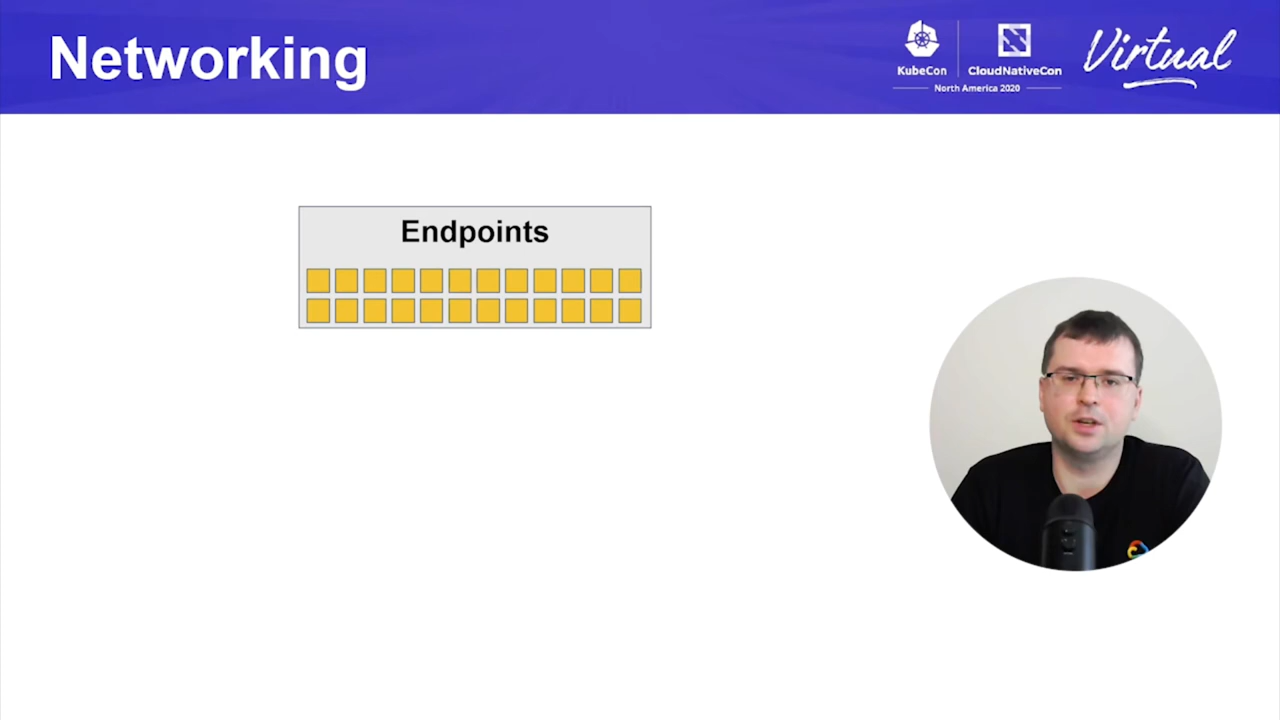 Networking
KubeCon
CloudNativeCon
North America 2020
Virtual
Endpoints